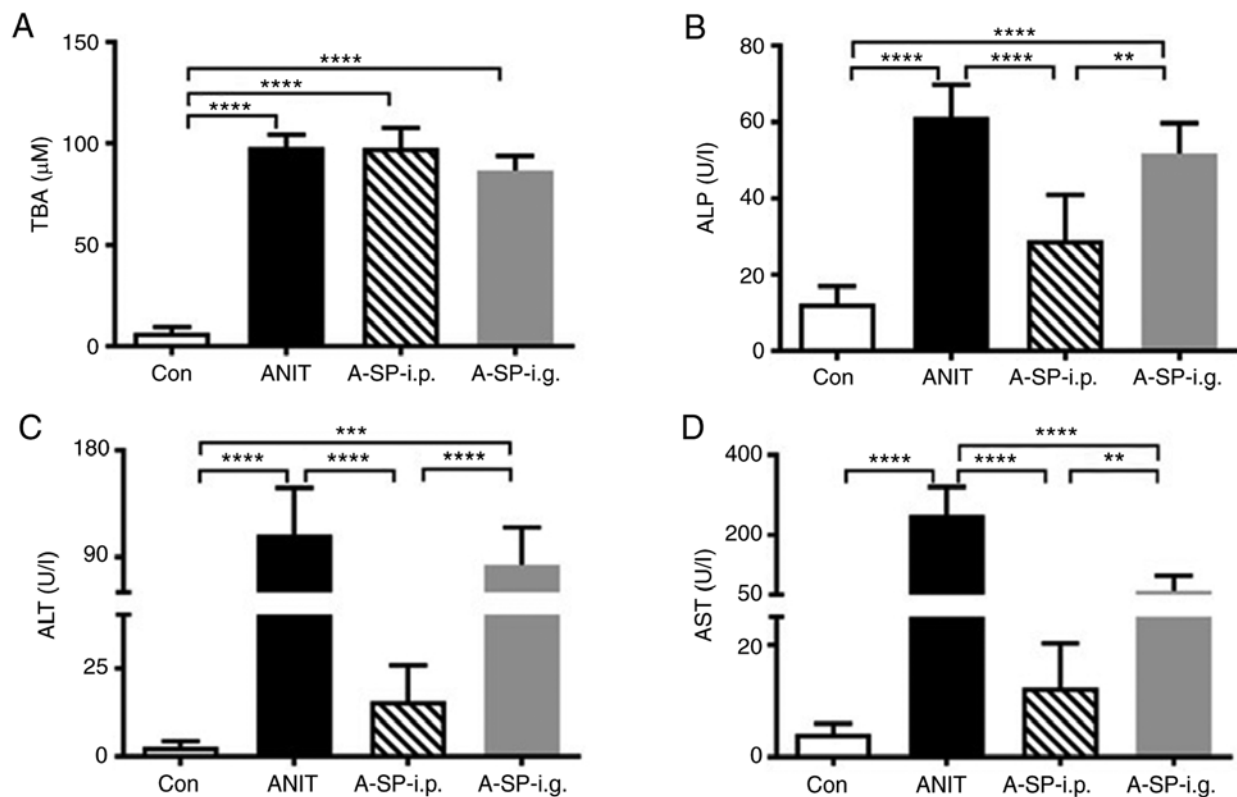 A
TBA (µM)
150
100
50
0
****
****
****
Con ANIT A-SP-i.p. A-SP-i.g.
B
ALP (U/I)
80
60
40
20
0
****
**** **** **
Con ANIT A-SP-i.p. A-SP-i.g.
C
ALT (U/I)
180
90
25
0
***
**** **** ****
Con ANIT A-SP-i.p. A-SP-i.g.
D
AST (U/I)
400
200
50
20
0
****
**** **** **
Con ANIT A-SP-i.p. A-SP-i.g.